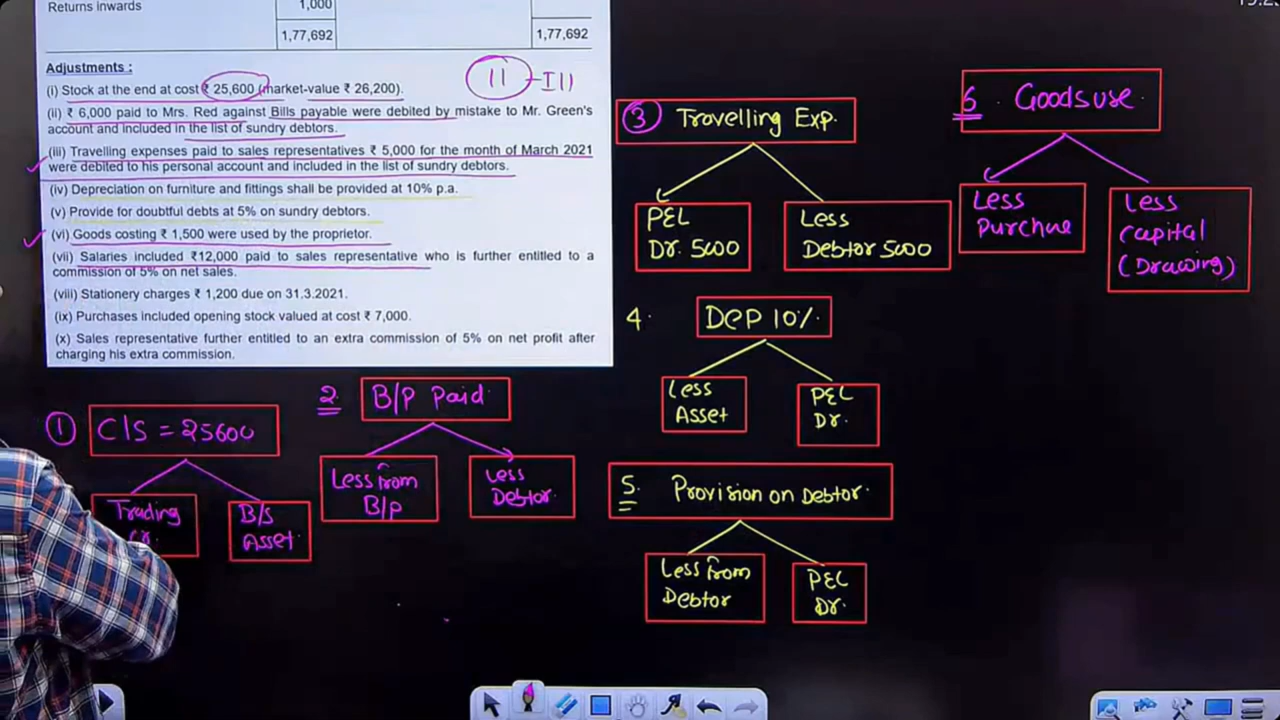 Returns inwards 1,000
1,77,692 1,77,692
Adjustments :
(i) Stock at the end at cost ₹ 25,600 (market-value ₹ 26,200).
11 - III
(ii) ₹ 6,000 paid to Mrs. Red against Bills payable were debited by mistake to Mr. Green's
account and included in the list of sundry debtors.
(iii) Travelling expenses paid to sales representatives ₹ 5,000 for the month of March 2021
were debited to his personal account and included in the list of sundry debtors.
(iv) Depreciation on furniture and fittings shall be provided at 10% p.a.
(v) Provide for doubtful debts at 5% on sundry debtors.
(vi) Goods costing ₹ 1,500 were used by the proprietor.
(vii) Salaries included ₹12,000 paid to sales representative who is further entitled to a
commission of 5% on net sales.
(viii) Stationery charges ₹ 1,200 due on 31.3.2021.
(ix) Purchases included opening stock valued at cost ₹ 7,000.
(x) Sales representative further entitled to an extra commission of 5% on net profit after
charging his extra commission.
1 C/S = 25600
Trading
Cr.
B/S
Asset
2. B/P Paid
Less from
B/P
Less
Debtor
3 Travelling Exp.
P&L
Dr. 5000
Less
Debtor 5000
4. Dep 10%
Less
Asset
P&L
Dr.
5. Provision on Debtor.
Less from
Debtor
P&L
Dr.
6. Goods use
Less
Purchase
Less
Capital
(Drawing)